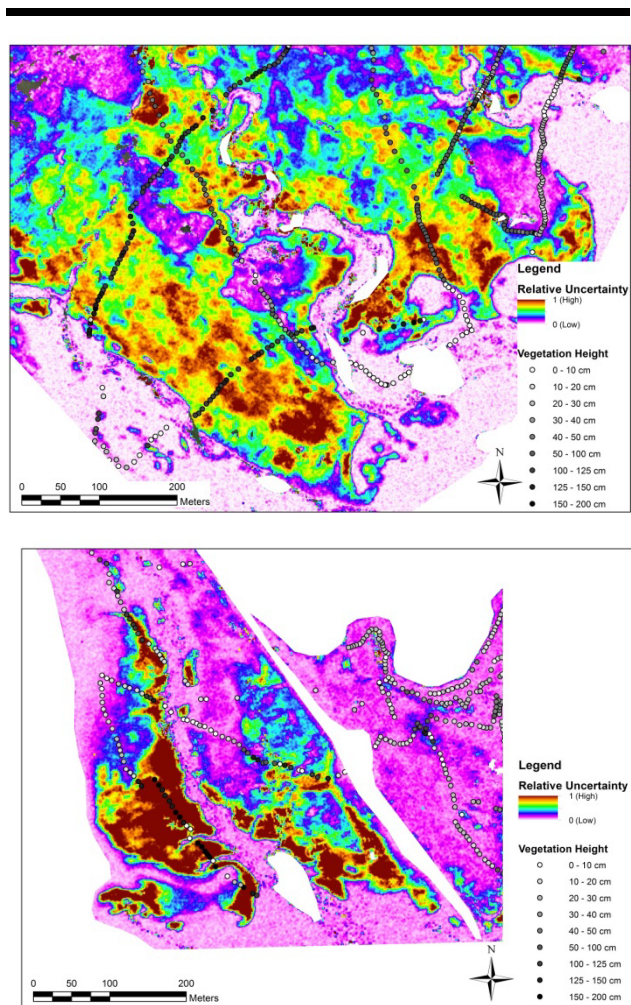 Legend
Relative Uncertainty
1 (High)
0 (Low)
Vegetation Height
0 - 10 cm
10 - 20 cm
20 - 30 cm
30 - 40 cm
40 - 50 cm
50 - 100 cm
100 - 125 cm
125 - 150 cm
150 - 200 cm
N
0 50 100 200
Meters
Legend
Relative Uncertainty
1 (High)
0 (Low)
Vegetation Height
0 - 10 cm
10 - 20 cm
20 - 30 cm
30 - 40 cm
40 - 50 cm
50 - 100 cm
100 - 125 cm
125 - 150 cm
150 - 200 cm
N
0 50 100 200
Meters